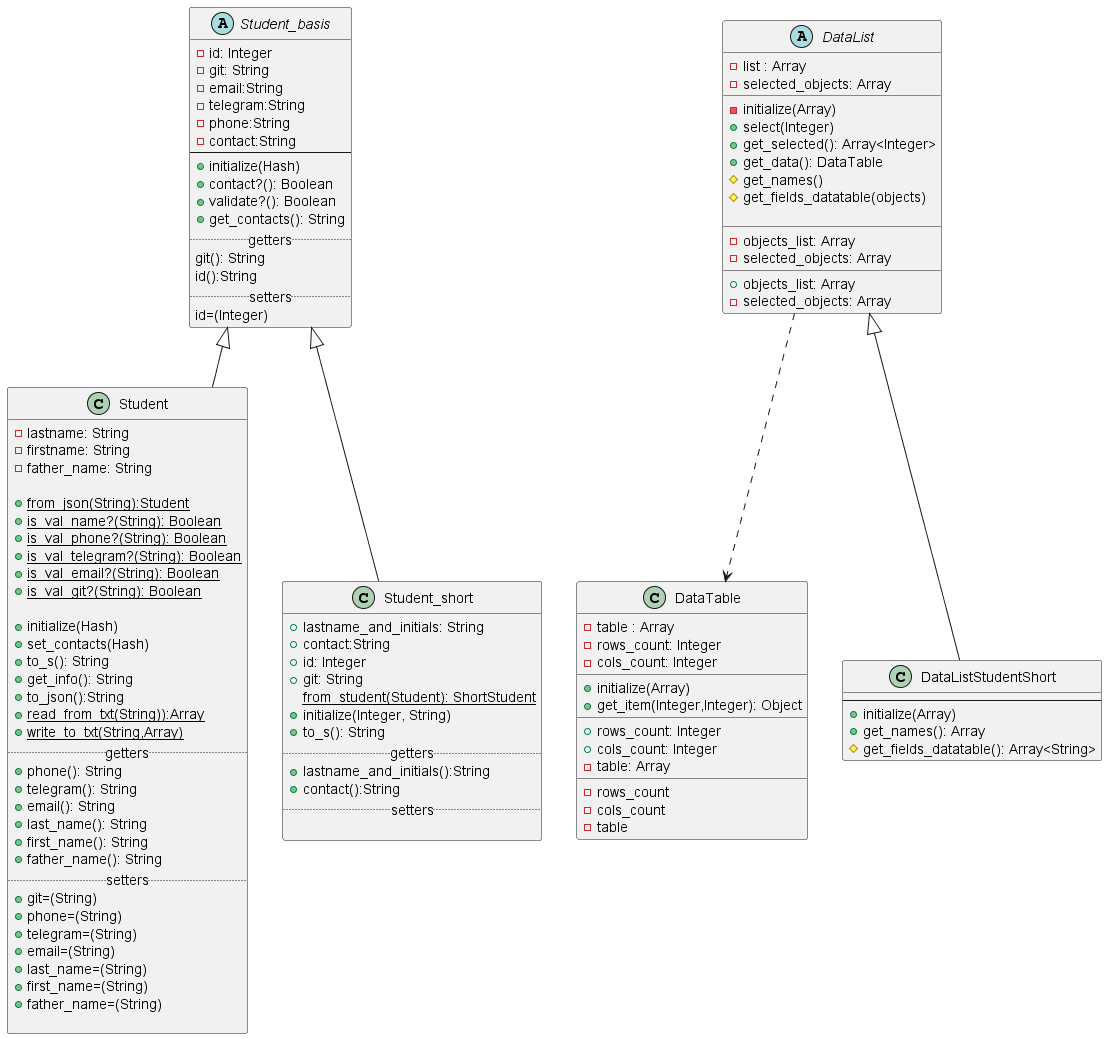 A Student_basis
id: Integer
git: String
email:String
telegram:String
phone:String
contact:String
initialize(Hash)
contact?(): Boolean
validate?(): Boolean
get_contacts(): String
getters
git(): String
id():String
setters
id=(Integer)
A DataList
list : Array
selected_objects: Array
initialize(Array)
select(Integer)
get_selected(): Array<Integer>
get_data(): DataTable
get_names()
get_fields_datatable(objects)
objects_list: Array
selected_objects: Array
objects_list: Array
selected_objects: Array
C Student
lastname: String
firstname: String
father_name: String
from_json(String):Student
is_val_name?(String): Boolean
is_val_phone?(String): Boolean
is_val_telegram?(String): Boolean
is_val_email?(String): Boolean
is_val_git?(String): Boolean
initialize(Hash)
set_contacts(Hash)
to_s(): String
get_info(): String
to_json():String
read_from_txt(String)):Array
write_to_txt(String,Array)
getters
phone(): String
telegram(): String
email(): String
last_name(): String
first_name(): String
father_name(): String
setters
git=(String)
phone=(String)
telegram=(String)
email=(String)
last_name=(String)
first_name=(String)
father_name=(String)
C Student_short
lastname_and_initials: String
contact:String
id: Integer
git: String
from_student(Student): ShortStudent
initialize(Integer, String)
to_s(): String
getters
lastname_and_initials():String
contact():String
setters
C DataTable
table : Array
rows_count: Integer
cols_count: Integer
initialize(Array)
get_item(Integer,Integer): Object
rows_count: Integer
cols_count: Integer
table: Array
rows_count
cols_count
table
C DataListStudentShort
initialize(Array)
get_names(): Array
get_fields_datatable(): Array<String>